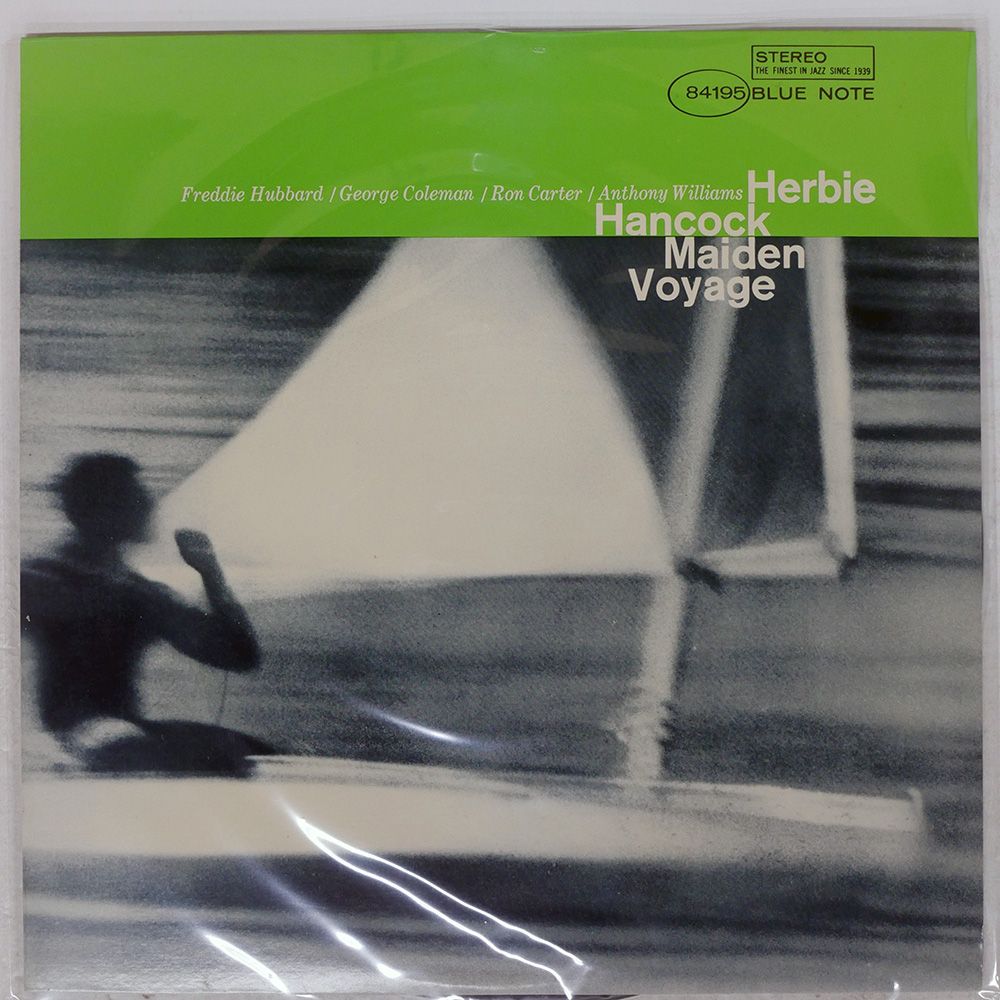 STEREO
THE FINEST IN JAZZ SINCE 1939
84195 BLUE NOTE
Freddie Hubbard / George Coleman / Ron Carter / Anthony Williams Herbie
Hancock
Maiden
Voyage